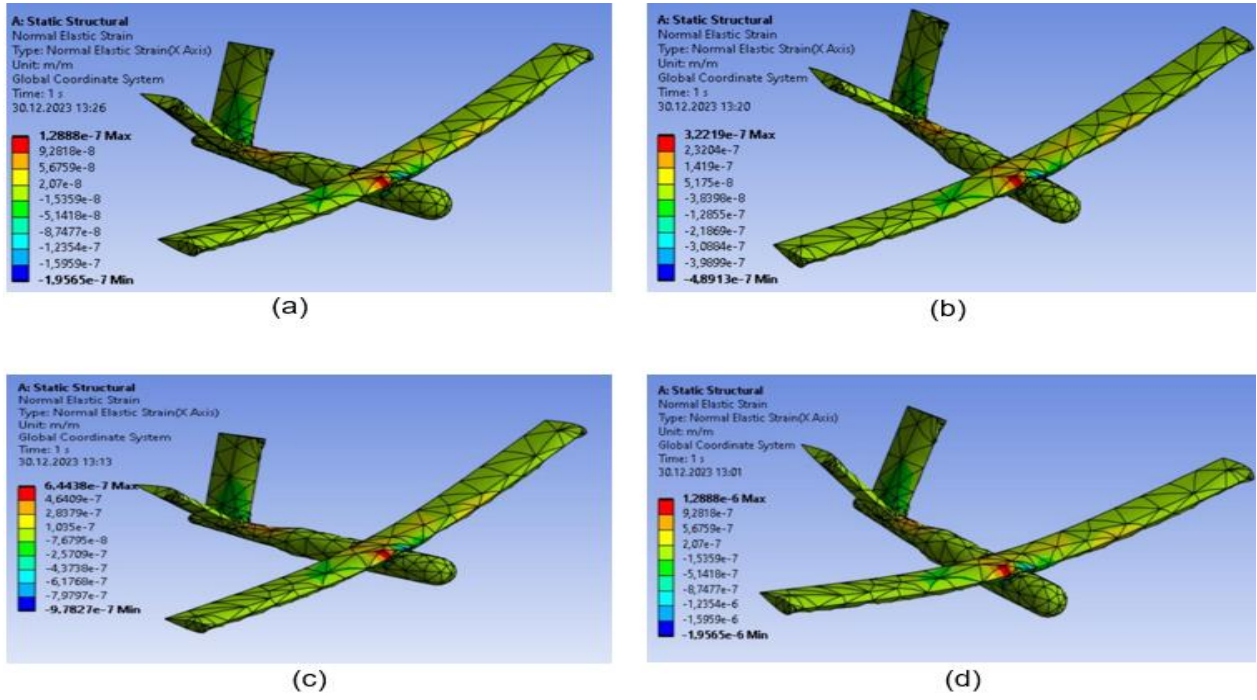 A: Static Structural
Normal Elastic Strain
Type: Normal Elastic Strain(X Axis)
Unit: m/m
Global Coordinate System
Time: 1 s
30.12.2023 13:26
1,2888e-7 Max
9,2818e-8
5,6759e-8
2,07e-8
-1,5359e-8
-5,1418e-8
-8,7477e-8
-1,2354e-7
-1,5959e-7
-1,9565e-7 Min
(a)
A: Static Structural
Normal Elastic Strain
Type: Normal Elastic Strain(X Axis)
Unit: m/m
Global Coordinate System
Time: 1 s
30.12.2023 13:20
3,2219e-7 Max
2,3204e-7
1,419e-7
5,175e-8
-3,8398e-8
-1,2855e-7
-2,1869e-7
-3,0884e-7
-3,9899e-7
-4,8913e-7 Min
(b)
A: Static Structural
Normal Elastic Strain
Type: Normal Elastic Strain(X Axis)
Unit: m/m
Global Coordinate System
Time: 1 s
30.12.2023 13:13
6,4438e-7 Max
4,6409e-7
2,8379e-7
1,035e-7
-7,6795e-8
-2,5709e-7
-4,3738e-7
-6,1768e-7
-7,9797e-7
-9,7827e-7 Min
(c)
A: Static Structural
Normal Elastic Strain
Type: Normal Elastic Strain(X Axis)
Unit: m/m
Global Coordinate System
Time: 1 s
30.12.2023 13:01
1,2888e-6 Max
9,2818e-7
5,6759e-7
2,07e-7
-1,5359e-7
-5,1418e-7
-8,7477e-7
-1,2354e-6
-1,5959e-6
-1,9565e-6 Min
(d)